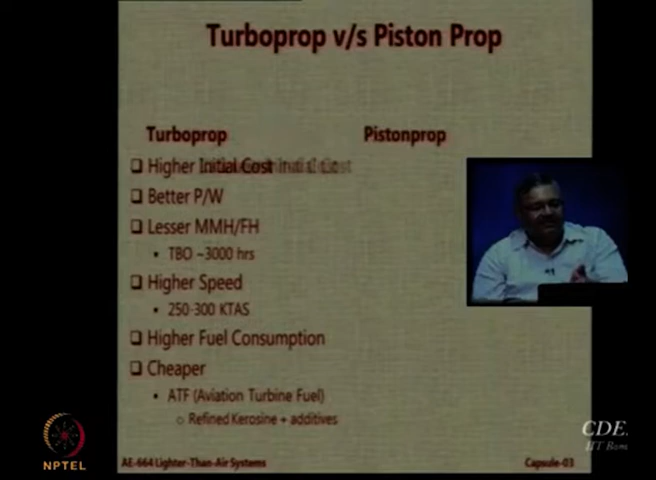 Turboprop v/s Piston Prop
Turboprop
Pistonprop
Higher Initial Cost
Better P/W
Lesser MMH/FH
TBO ~3000 hrs
Higher Speed
250-300 KTAS
Higher Fuel Consumption
Cheaper
ATF (Aviation Turbine Fuel)
Refined Kerosine + additives
NPTEL
AE-664 Lighter-Than-Air Systems
Capsule-03
CDE.
IIT Bom